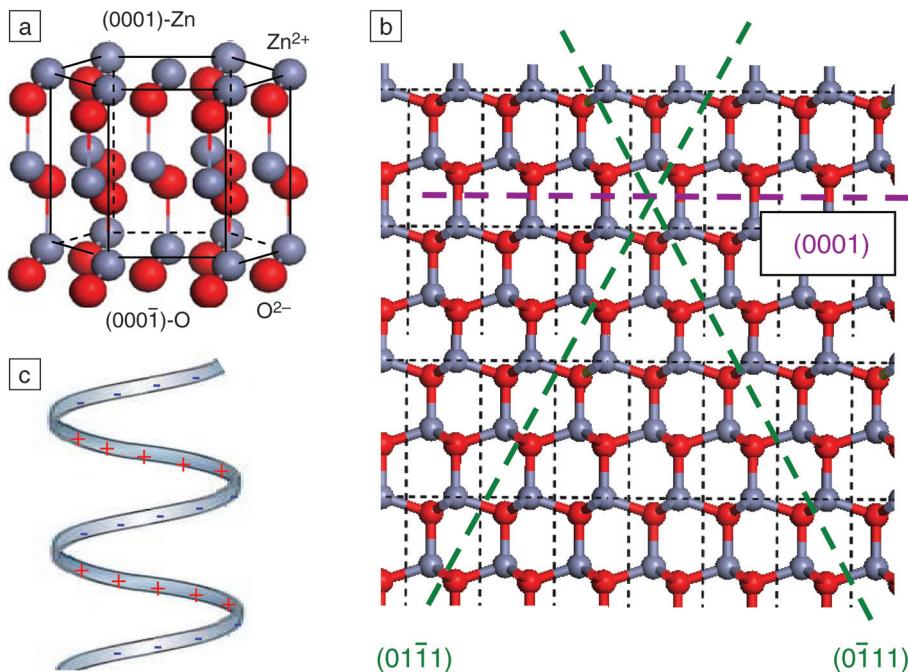 a
(0001)-Zn
Zn²⁺
(0001̄)-O
O²⁻
b
(0001)
(011̄1)
(01̄11)
c
- - - -
+ + + + +
- - - -
+ + + + +
- - - -